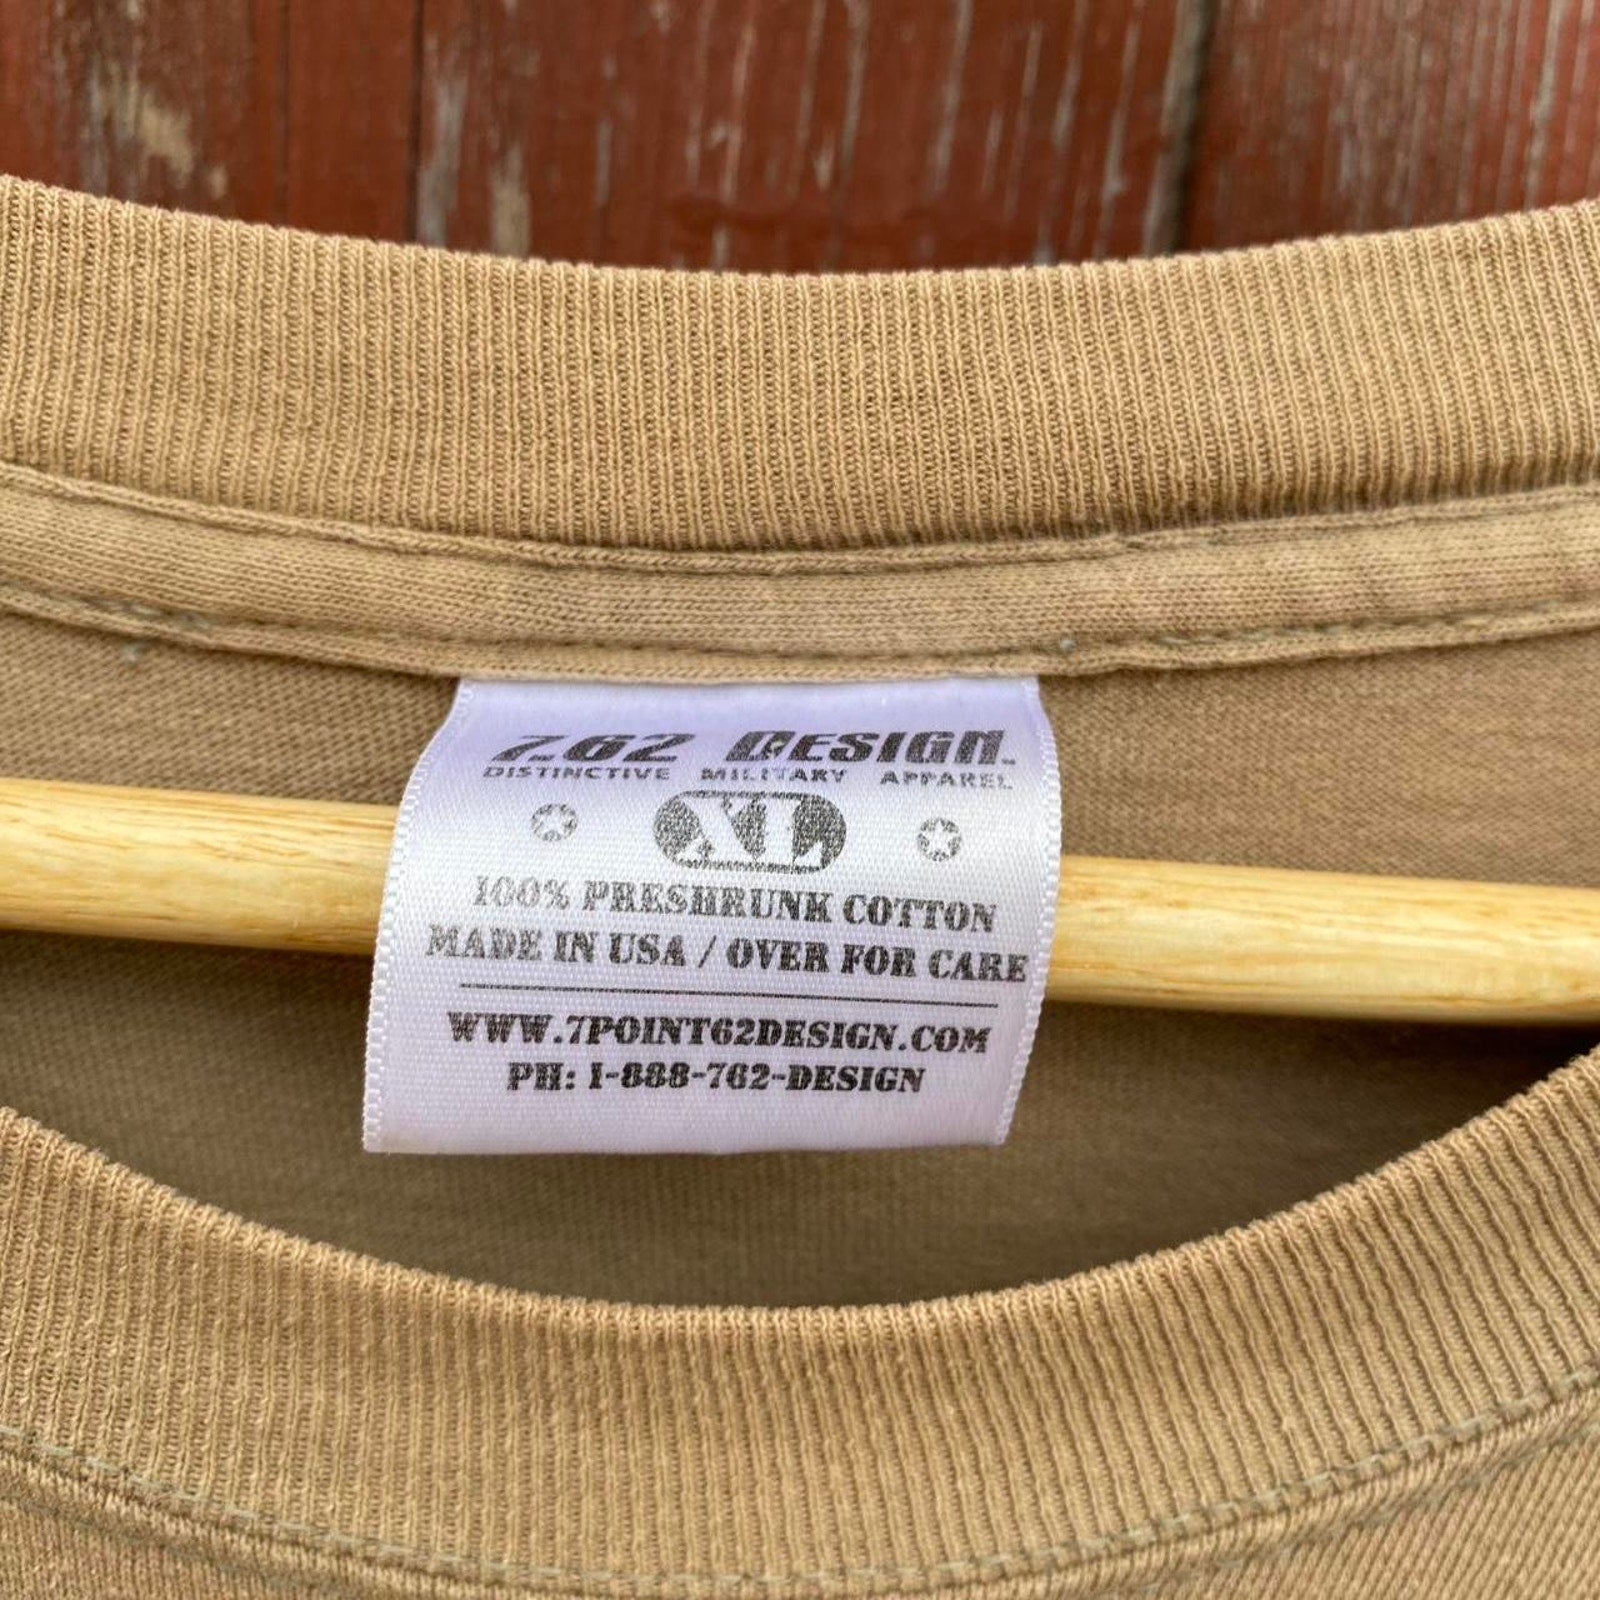 7.62 DESIGN.
DISTINCTIVE MILITARY APPAREL
XL
100% PRESHRUNK COTTON
MADE IN USA / OVER FOR CARE
WWW.7POINT62DESIGN.COM
PH: 1-888-762-DESIGN